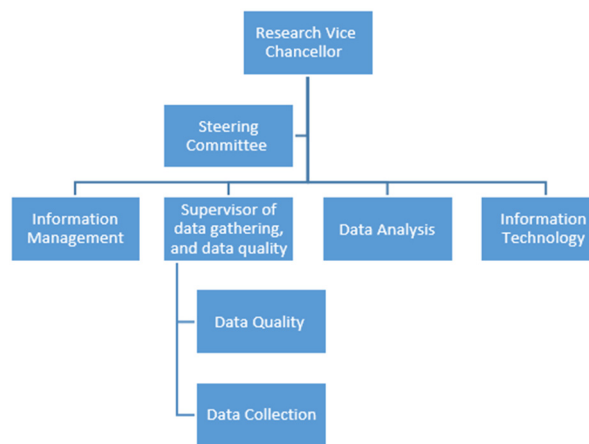 Research Vice
Chancellor
Steering
Committee
Information
Management
Supervisor of
data gathering,
and data quality
Data Analysis
Information
Technology
Data Quality
Data Collection